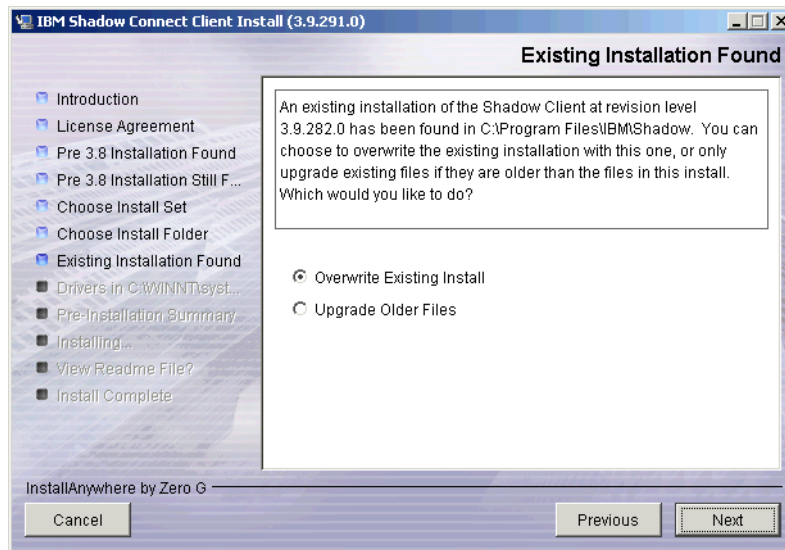 IBM Shadow Connect Client Install (3.9.291.0)
Existing Installation Found
Introduction
License Agreement
Pre 3.8 Installation Found
Pre 3.8 Installation Still F...
Choose Install Set
Choose Install Folder
Existing Installation Found
Drivers in C:\WINNT\syst...
Pre-Installation Summary
Installing...
View Readme File?
Install Complete
An existing installation of the Shadow Client at revision level
3.9.282.0 has been found in C:\Program Files\IBM\Shadow. You can
choose to overwrite the existing installation with this one, or only
upgrade existing files if they are older than the files in this install.
Which would you like to do?
Overwrite Existing Install
Upgrade Older Files
InstallAnywhere by Zero G
Cancel
Previous
Next